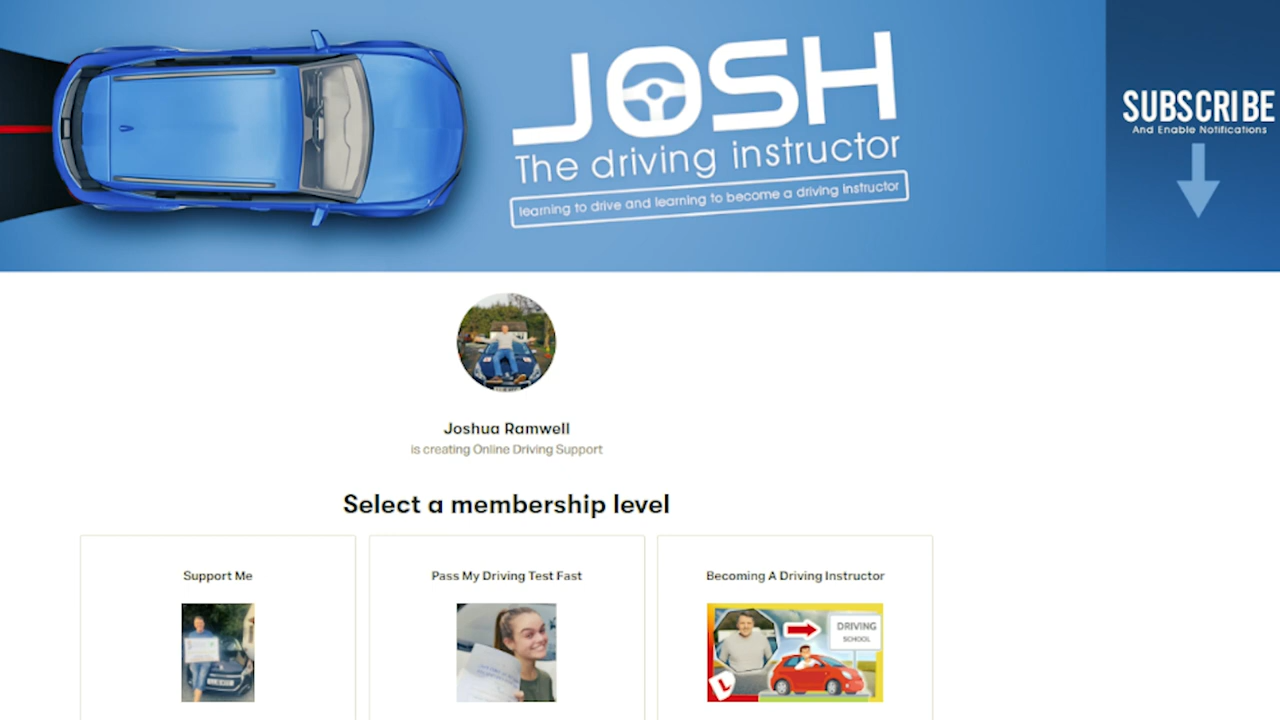 JOSH
The driving instructor
learning to drive and learning to become a driving instructor
SUBSCRIBE
And Enable Notifications
Joshua Ramwell
is creating Online Driving Support
Select a membership level
Support Me
Pass My Driving Test Fast
Becoming A Driving Instructor
DRIVING
SCHOOL
L